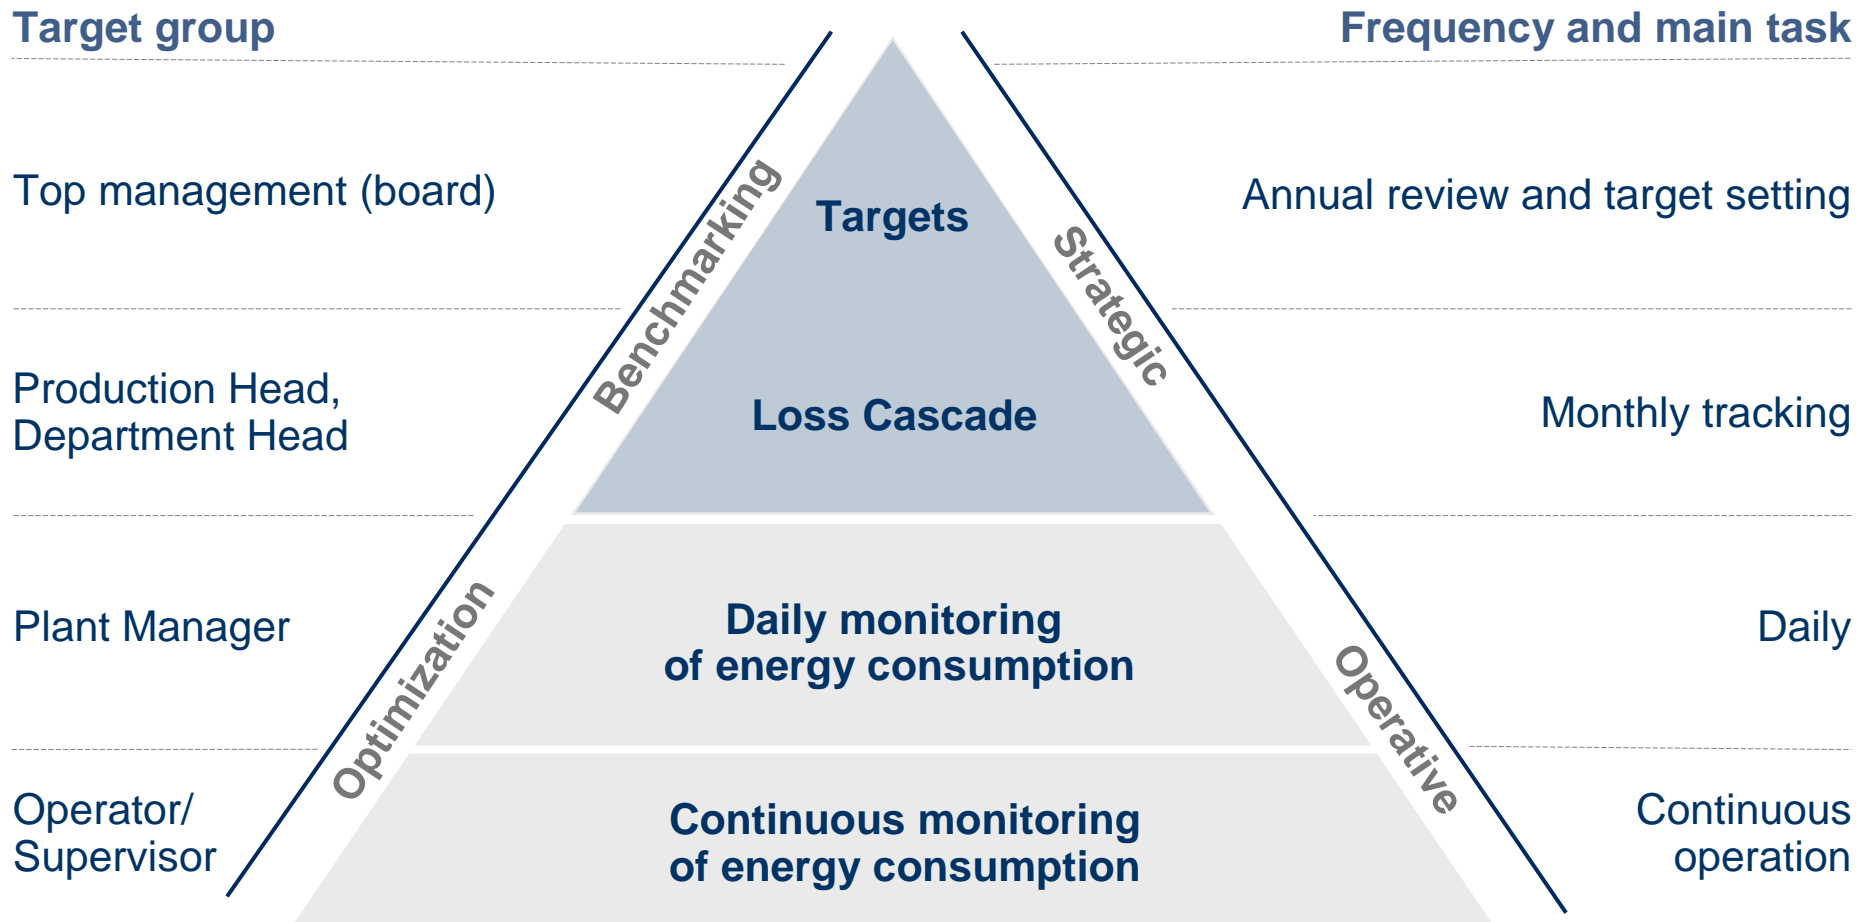 Target group
Frequency and main task
Top management (board)
Benchmarking
Targets
Strategic
Annual review and target setting
Production Head,
Department Head
Loss Cascade
Monthly tracking
Plant Manager
Optimization
Daily monitoring
of energy consumption
Operative
Daily
Operator/
Supervisor
Continuous monitoring
of energy consumption
Continuous
operation